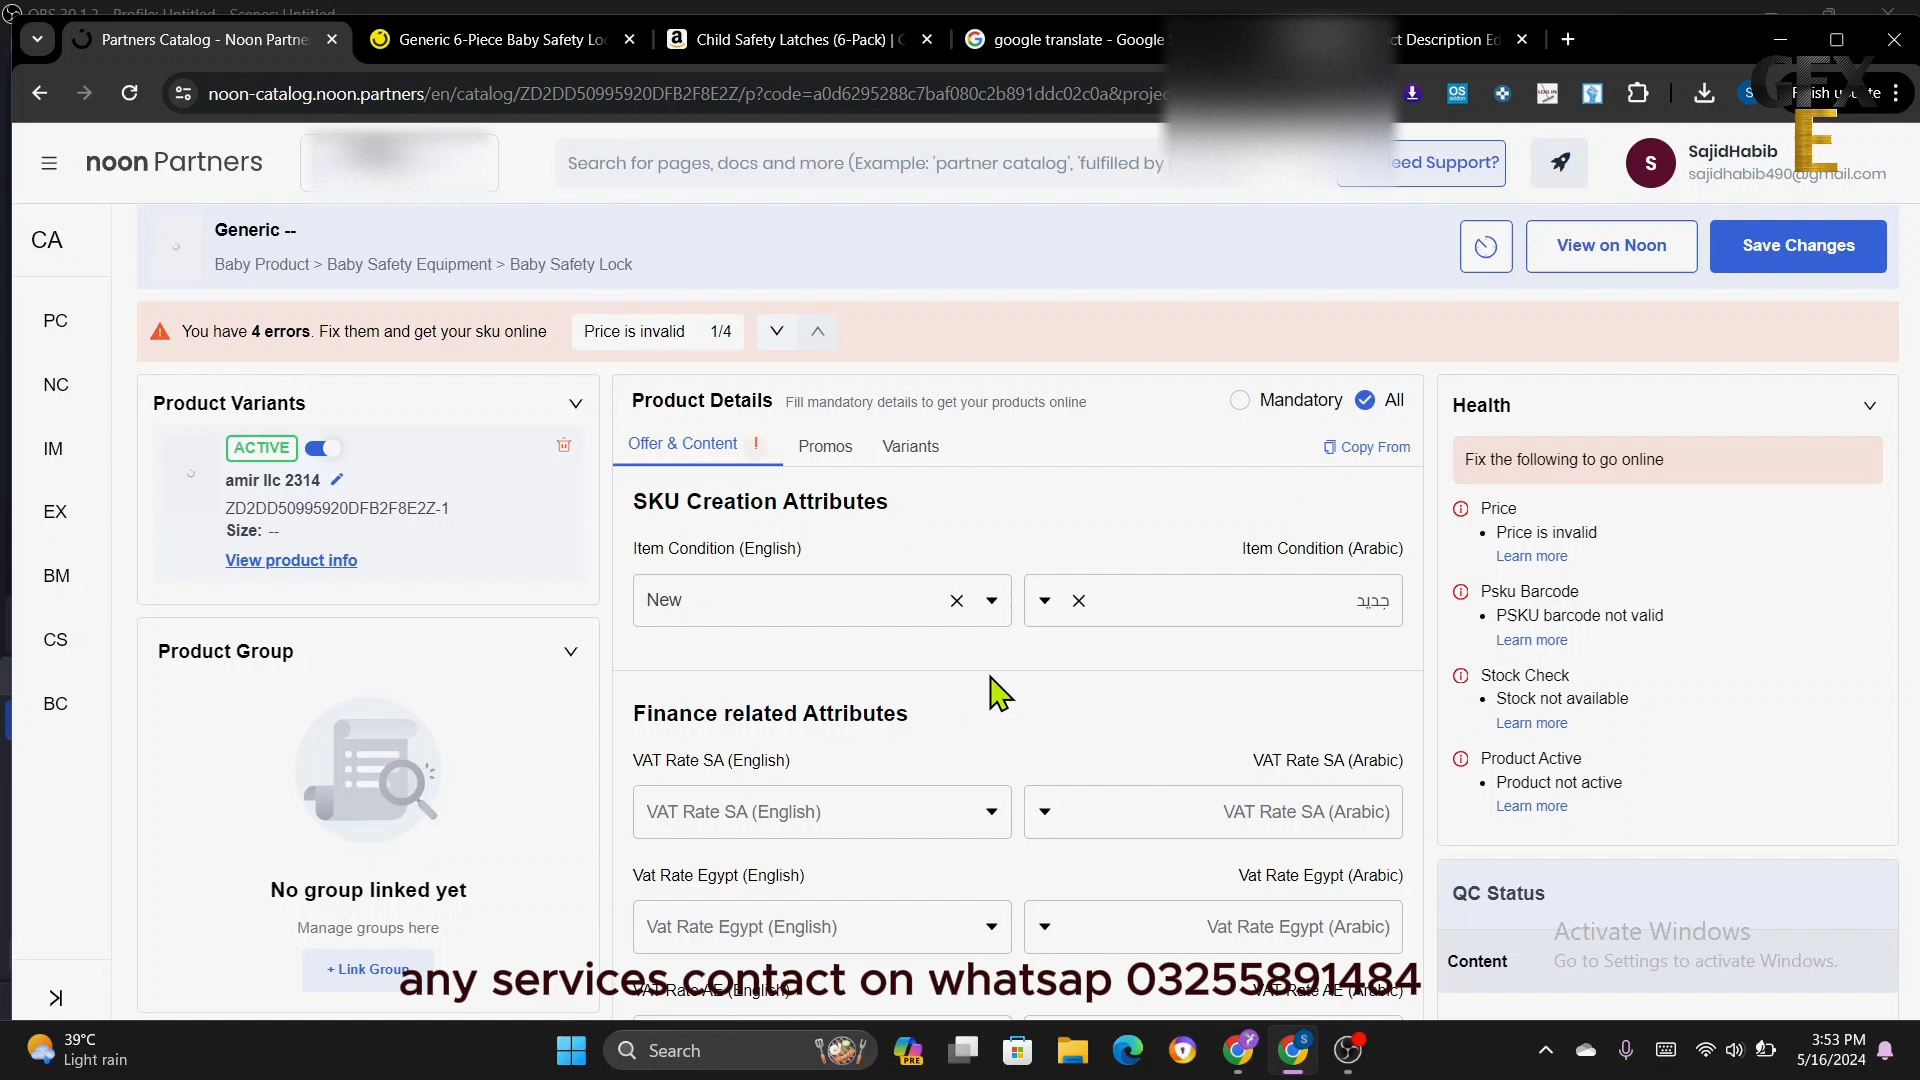 Partners Catalog - Noon Partne
Generic 6-Piece Baby Safety Lo
Child Safety Latches (6-Pack) |
google translate - Google
ct Description Ed
noon-catalog.noon.partners/en/catalog/ZD2DD50995920DFB2F8E2Z/p?code=a0d6295288c7baf080c2b891ddc02c0a&projec
GFX
E
noon Partners
Search for pages, docs and more (Example: 'partner catalog', 'fulfilled by
eed Support?
S
SajidHabib
sajidhabib490@gmail.com
CA
PC
NC
IM
EX
BM
CS
BC
Generic --
Baby Product > Baby Safety Equipment > Baby Safety Lock
View on Noon
Save Changes
You have 4 errors. Fix them and get your sku online
Price is invalid 1/4
Product Variants
ACTIVE
amir llc 2314
ZD2DD50995920DFB2F8E2Z-1
Size: --
View product info
Product Group
No group linked yet
Manage groups here
+ Link Group
Product Details Fill mandatory details to get your products online
Mandatory All
Offer & Content !
Promos
Variants
Copy From
SKU Creation Attributes
Item Condition (English)
Item Condition (Arabic)
New
جديد
Finance related Attributes
VAT Rate SA (English)
VAT Rate SA (Arabic)
VAT Rate SA (English)
VAT Rate SA (Arabic)
Vat Rate Egypt (English)
Vat Rate Egypt (Arabic)
Vat Rate Egypt (English)
Vat Rate Egypt (Arabic)
VAT Rate AE (English)
VAT Rate AE (Arabic)
any services contact on whatsap 03255891484
Health
Fix the following to go online
Price
• Price is invalid
Learn more
Psku Barcode
• PSKU barcode not valid
Learn more
Stock Check
• Stock not available
Learn more
Product Active
• Product not active
Learn more
QC Status
Content
Activate Windows
Go to Settings to activate Windows.
39°C
Light rain
Search
PRE
3:53 PM
5/16/2024